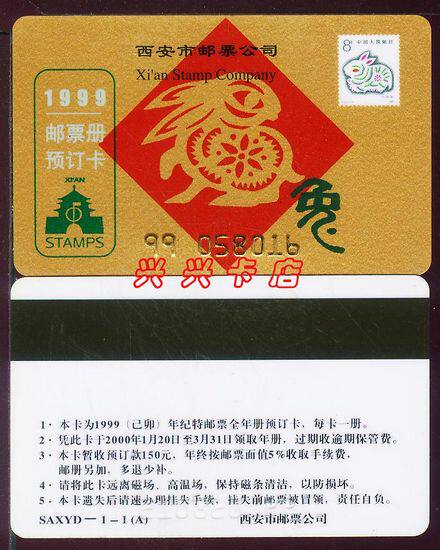 西安市邮票公司
Xi'an Stamp Company
8分 中国人民邮政
1999
邮票册
预订卡
XI'AN
STAMPS
兔
99 058016
兴兴卡店
1·本卡为1999（己卯）年纪特邮票全年册预订卡，每卡一册。
2·凭此卡于2000年1月20至3月31日领取年册，过期收逾期保管费。
3·本卡暂收预订款150元，年终按邮票面值5%收取手续费，
邮册另加，多退少补。
4·请将此卡远离磁场、高温场，保持磁条清洁，以防损坏。
5·本卡遗失后请速办理挂失手续，挂失前邮票被冒领，责任自负。
SAXYD－1－1(A) 西安市邮票公司